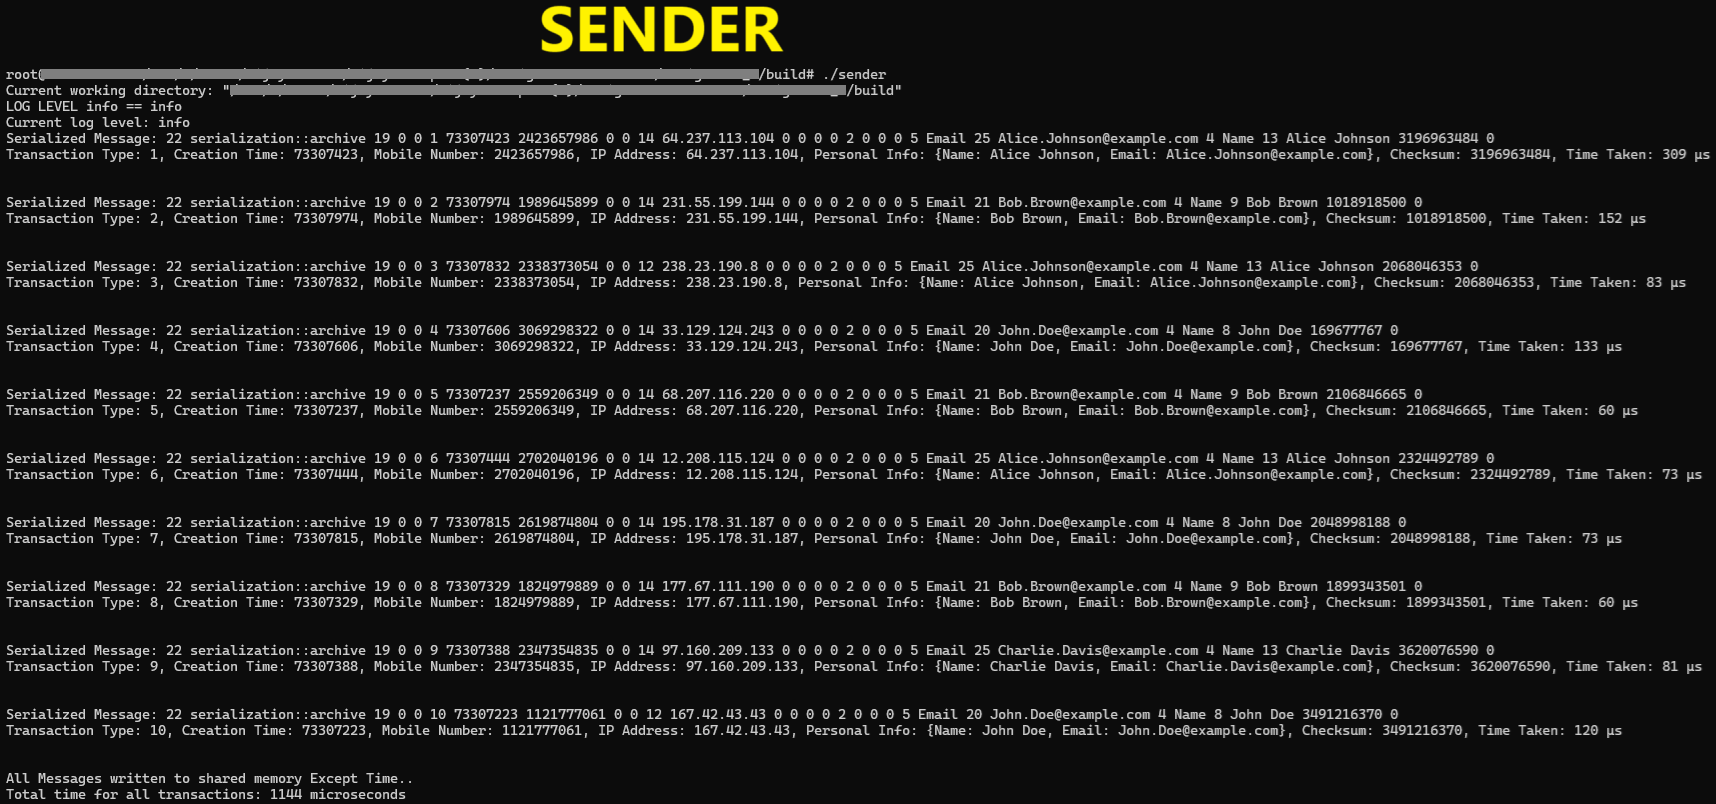 SENDER
root@ /build# ./sender
Current working directory: " /build"
LOG LEVEL info == info
Current log level: info
Serialized Message: 22 serialization::archive 19 0 0 1 73307423 2423657986 0 0 14 64.237.113.104 0 0 0 0 2 0 0 0 5 Email 25 Alice.Johnson@example.com 4 Name 13 Alice Johnson 3196963484 0
Transaction Type: 1, Creation Time: 73307423, Mobile Number: 2423657986, IP Address: 64.237.113.104, Personal Info: {Name: Alice Johnson, Email: Alice.Johnson@example.com}, Checksum: 3196963484, Time Taken: 309 µs
Serialized Message: 22 serialization::archive 19 0 0 2 73307974 1989645899 0 0 14 231.55.199.144 0 0 0 0 2 0 0 0 5 Email 21 Bob.Brown@example.com 4 Name 9 Bob Brown 1018918500 0
Transaction Type: 2, Creation Time: 73307974, Mobile Number: 1989645899, IP Address: 231.55.199.144, Personal Info: {Name: Bob Brown, Email: Bob.Brown@example.com}, Checksum: 1018918500, Time Taken: 152 µs
Serialized Message: 22 serialization::archive 19 0 0 3 73307832 2338373054 0 0 12 238.23.190.8 0 0 0 0 2 0 0 0 5 Email 25 Alice.Johnson@example.com 4 Name 13 Alice Johnson 2068046353 0
Transaction Type: 3, Creation Time: 73307832, Mobile Number: 2338373054, IP Address: 238.23.190.8, Personal Info: {Name: Alice Johnson, Email: Alice.Johnson@example.com}, Checksum: 2068046353, Time Taken: 83 µs
Serialized Message: 22 serialization::archive 19 0 0 4 73307606 3069298322 0 0 14 33.129.124.243 0 0 0 0 2 0 0 0 5 Email 20 John.Doe@example.com 4 Name 8 John Doe 169677767 0
Transaction Type: 4, Creation Time: 73307606, Mobile Number: 3069298322, IP Address: 33.129.124.243, Personal Info: {Name: John Doe, Email: John.Doe@example.com}, Checksum: 169677767, Time Taken: 133 µs
Serialized Message: 22 serialization::archive 19 0 0 5 73307237 2559206349 0 0 14 68.207.116.220 0 0 0 0 2 0 0 0 5 Email 21 Bob.Brown@example.com 4 Name 9 Bob Brown 2106846665 0
Transaction Type: 5, Creation Time: 73307237, Mobile Number: 2559206349, IP Address: 68.207.116.220, Personal Info: {Name: Bob Brown, Email: Bob.Brown@example.com}, Checksum: 2106846665, Time Taken: 60 µs
Serialized Message: 22 serialization::archive 19 0 0 6 73307444 2702040196 0 0 14 12.208.115.124 0 0 0 0 2 0 0 0 5 Email 25 Alice.Johnson@example.com 4 Name 13 Alice Johnson 2324492789 0
Transaction Type: 6, Creation Time: 73307444, Mobile Number: 2702040196, IP Address: 12.208.115.124, Personal Info: {Name: Alice Johnson, Email: Alice.Johnson@example.com}, Checksum: 2324492789, Time Taken: 73 µs
Serialized Message: 22 serialization::archive 19 0 0 7 73307815 2619874804 0 0 14 195.178.31.187 0 0 0 0 2 0 0 0 5 Email 20 John.Doe@example.com 4 Name 8 John Doe 2048998188 0
Transaction Type: 7, Creation Time: 73307815, Mobile Number: 2619874804, IP Address: 195.178.31.187, Personal Info: {Name: John Doe, Email: John.Doe@example.com}, Checksum: 2048998188, Time Taken: 73 µs
Serialized Message: 22 serialization::archive 19 0 0 8 73307329 1824979889 0 0 14 177.67.111.190 0 0 0 0 2 0 0 0 5 Email 21 Bob.Brown@example.com 4 Name 9 Bob Brown 1899343501 0
Transaction Type: 8, Creation Time: 73307329, Mobile Number: 1824979889, IP Address: 177.67.111.190, Personal Info: {Name: Bob Brown, Email: Bob.Brown@example.com}, Checksum: 1899343501, Time Taken: 60 µs
Serialized Message: 22 serialization::archive 19 0 0 9 73307388 2347354835 0 0 14 97.160.209.133 0 0 0 0 2 0 0 0 5 Email 25 Charlie.Davis@example.com 4 Name 13 Charlie Davis 3620076590 0
Transaction Type: 9, Creation Time: 73307388, Mobile Number: 2347354835, IP Address: 97.160.209.133, Personal Info: {Name: Charlie Davis, Email: Charlie.Davis@example.com}, Checksum: 3620076590, Time Taken: 81 µs
Serialized Message: 22 serialization::archive 19 0 0 10 73307223 1121777061 0 0 12 167.42.43.43 0 0 0 0 2 0 0 0 5 Email 20 John.Doe@example.com 4 Name 8 John Doe 3491216370 0
Transaction Type: 10, Creation Time: 73307223, Mobile Number: 1121777061, IP Address: 167.42.43.43, Personal Info: {Name: John Doe, Email: John.Doe@example.com}, Checksum: 3491216370, Time Taken: 120 µs
All Messages written to shared memory Except Time..
Total time for all transactions: 1144 microseconds